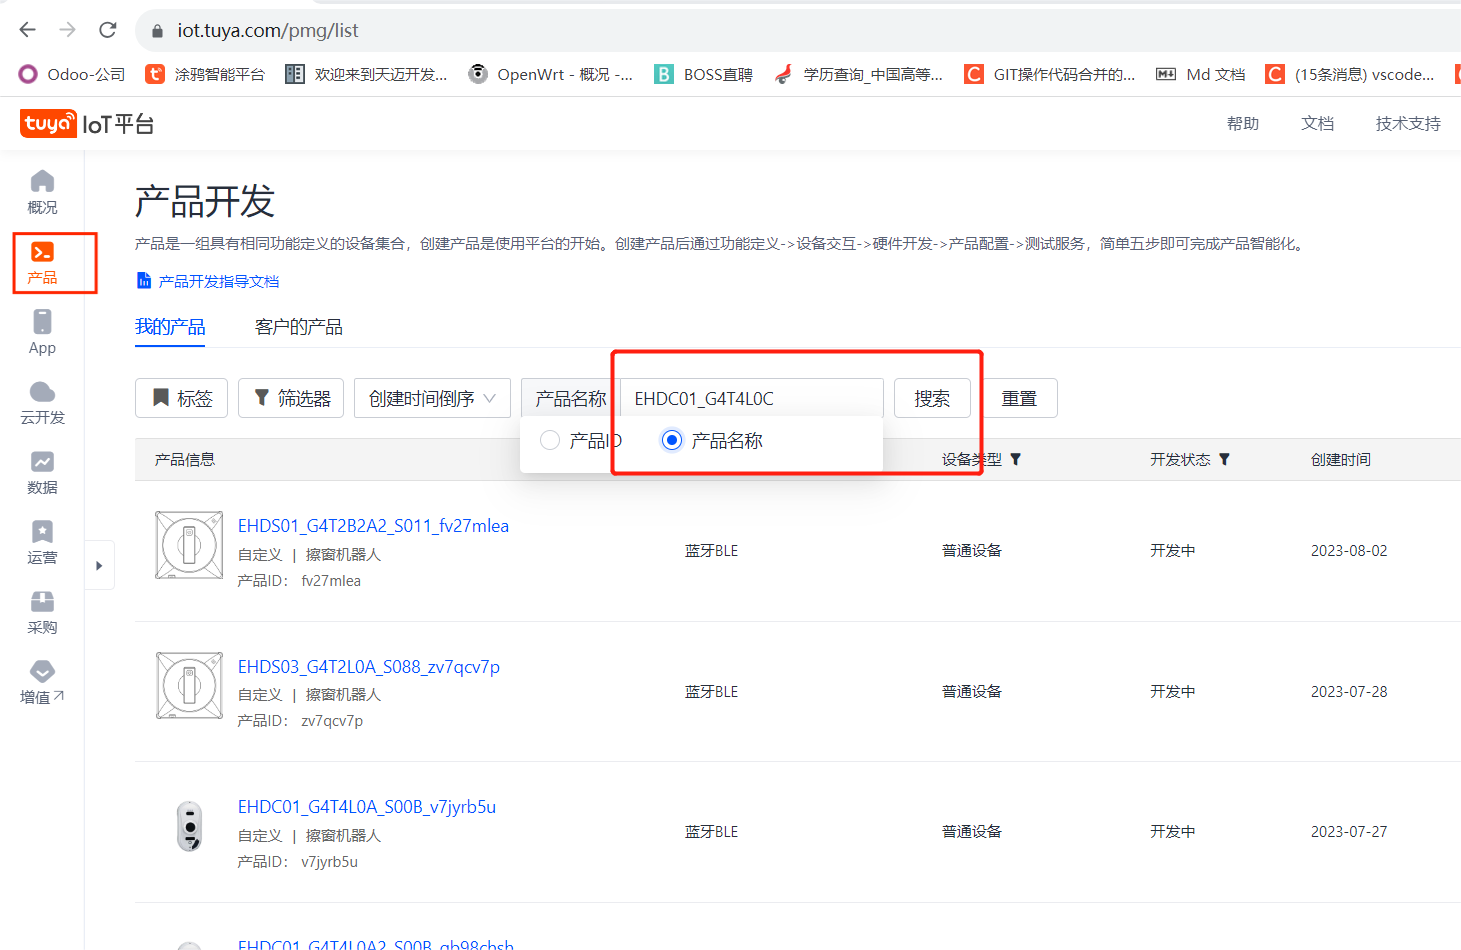 iot.tuya.com/pmg/list
Odoo-公司 涂鸦智能平台 欢迎来到天迈开发... OpenWrt - 概况 -... BOSS直聘 学历查询_中国高等... GIT操作代码合并的... Md 文档 (15条消息) vscode...
tuya IoT平台 帮助 文档 技术支持
概况
产品
App
云开发
数据
运营
采购
增值
产品开发
产品是一组具有相同功能定义的设备集合，创建产品是使用平台的开始。创建产品后通过功能定义->设备交互->硬件开发->产品配置->测试服务，简单五步即可完成产品智能化。
产品开发指导文档
我的产品 客户的产品
标签 筛选器 创建时间倒序 产品名称 EHDC01_G4T4L0C 搜索 重置
产品ID 产品名称
产品信息 设备类型 开发状态 创建时间
EHDS01_G4T2B2A2_S011_fv27mlea
自定义 | 擦窗机器人 蓝牙BLE 普通设备 开发中 2023-08-02
产品ID： fv27mlea
EHDS03_G4T2L0A_S088_zv7qcv7p
自定义 | 擦窗机器人 蓝牙BLE 普通设备 开发中 2023-07-28
产品ID： zv7qcv7p
EHDC01_G4T4L0A_S00B_v7jyrb5u
自定义 | 擦窗机器人 蓝牙BLE 普通设备 开发中 2023-07-27
产品ID： v7jyrb5u
EHDC01_G4T4L0A2_S00B_gb98chsh